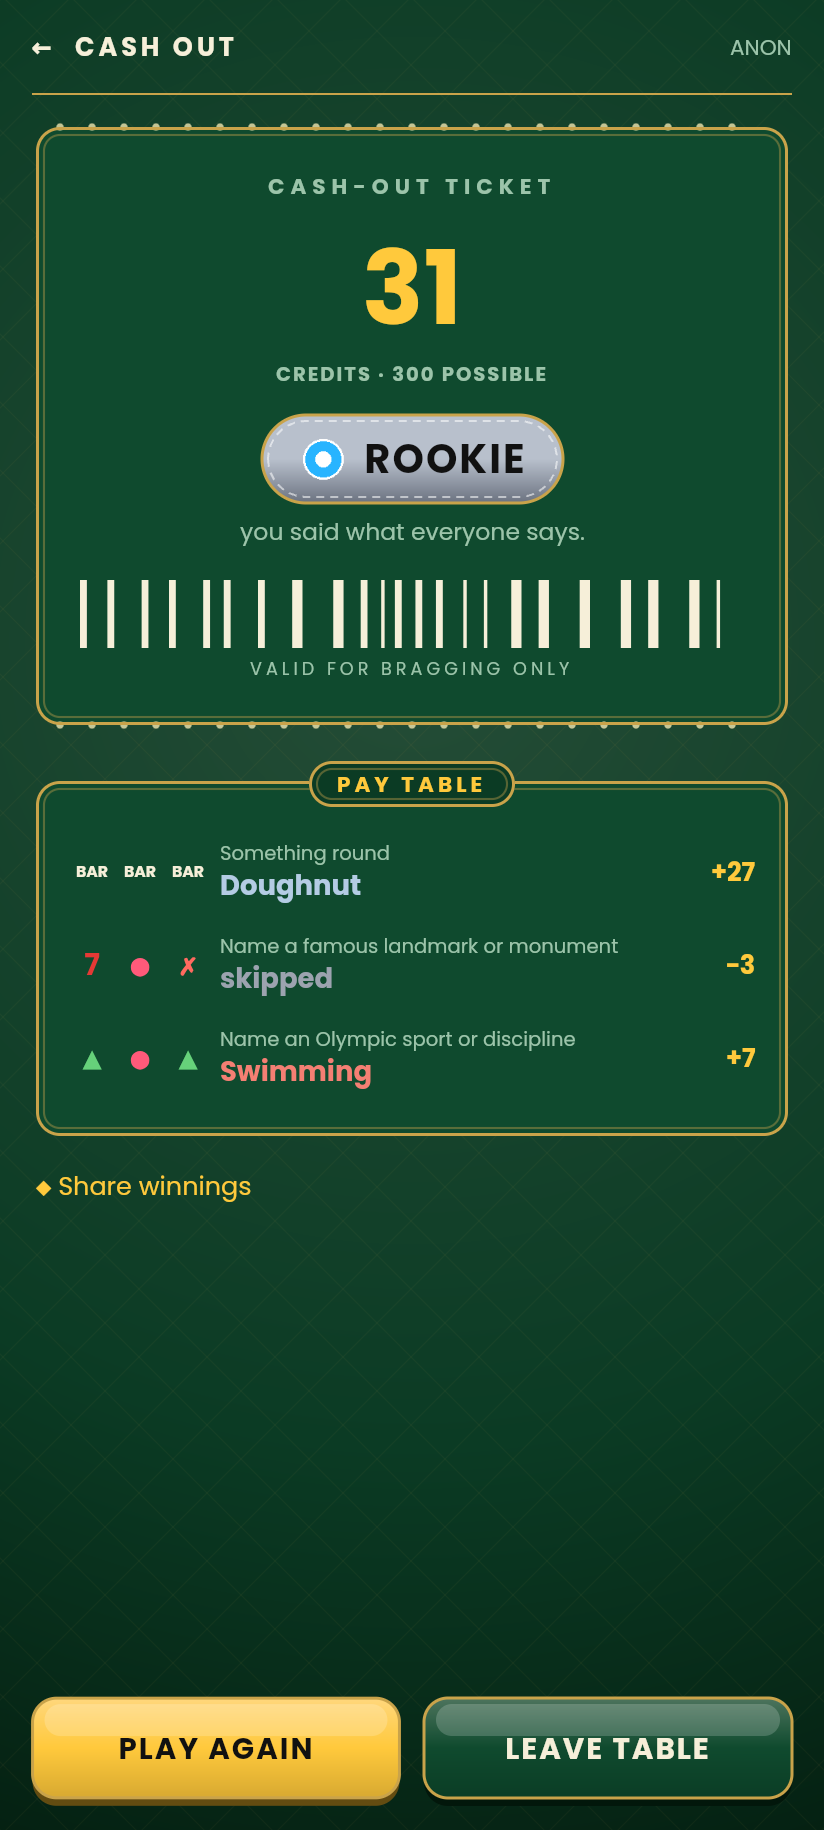 ← CASH OUT
ANON
CASH-OUT TICKET
31
CREDITS · 300 POSSIBLE
ROOKIE
you said what everyone says.
VALID FOR BRAGGING ONLY
PAY TABLE
BAR BAR BAR
Something round
Doughnut
+27
7 ● ✗
Name a famous landmark or monument
skipped
−3
▲ ● ▲
Name an Olympic sport or discipline
Swimming
+7
◆ Share winnings
PLAY AGAIN
LEAVE TABLE